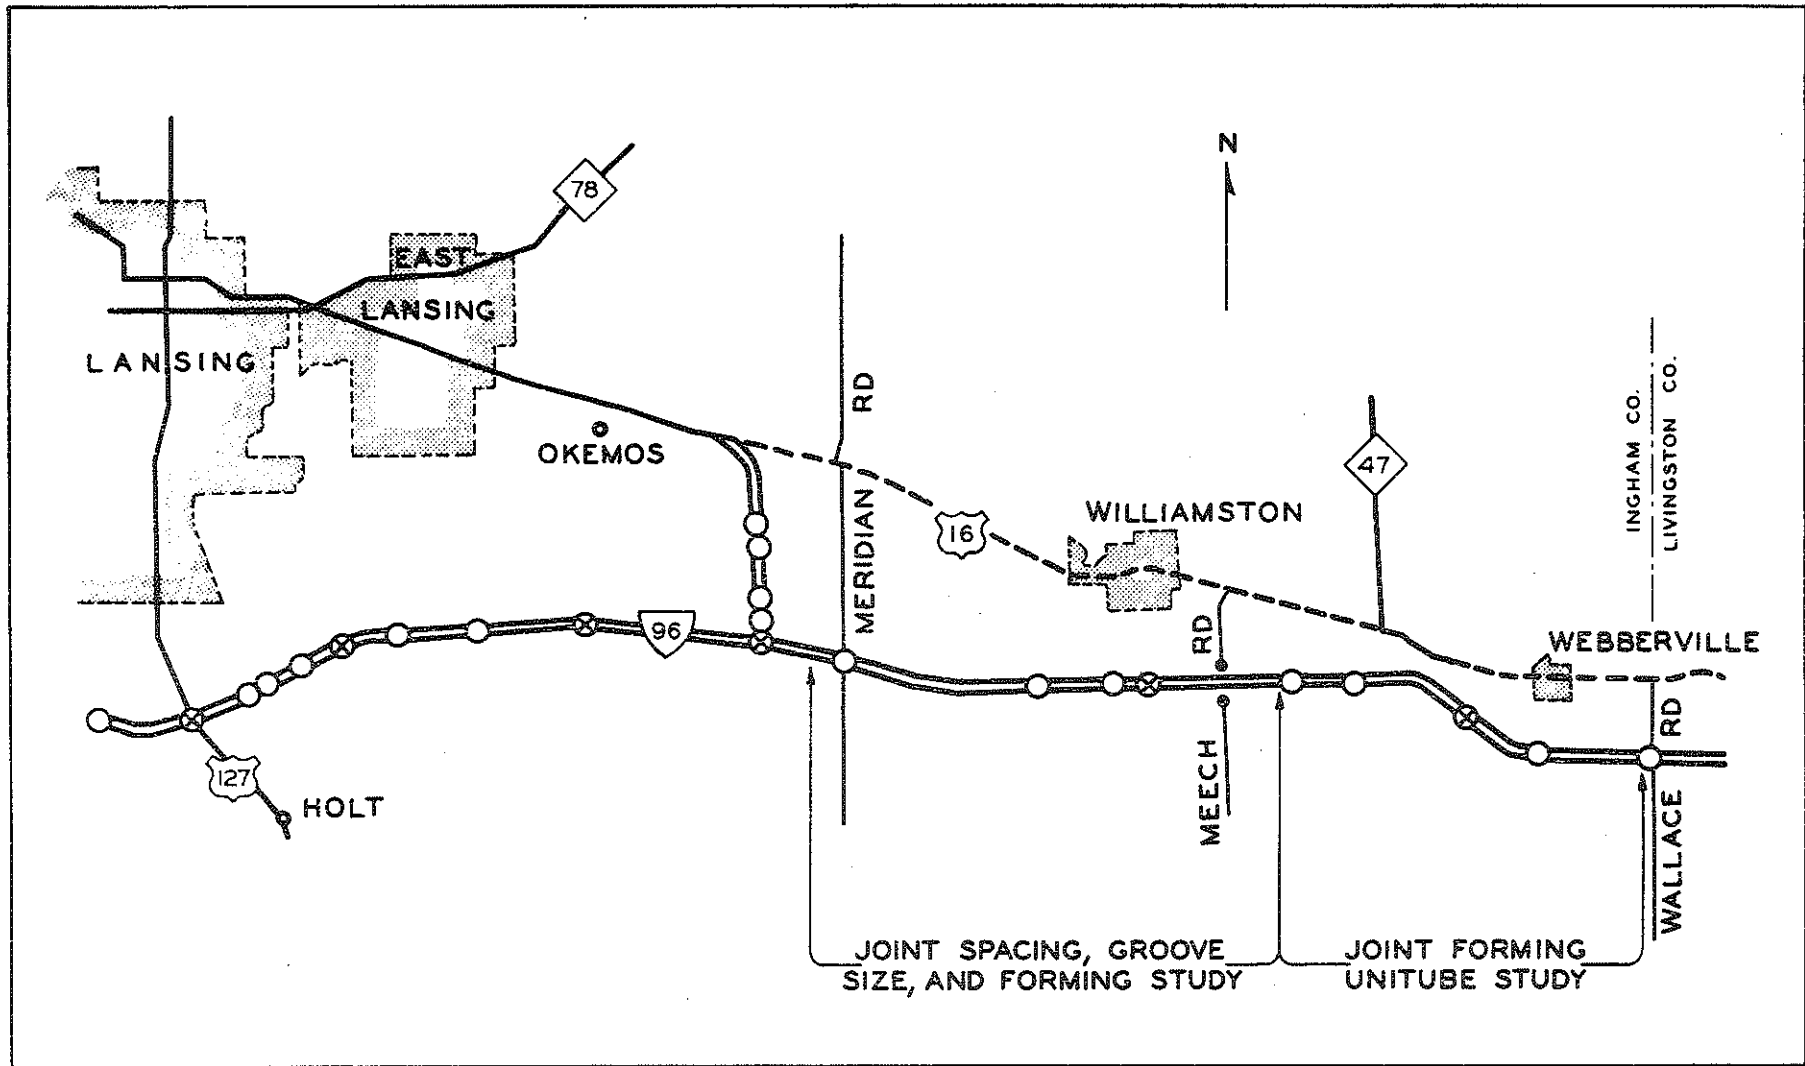 N
78
EAST
LANSING
LANSING
OKEMOS
MERIDIAN RD
47
INGHAM CO.
LIVINGSTON CO.
WILLIAMSTON
16
96
MEECH RD
WEBBERVILLE
WALLACE RD
127
HOLT
JOINT SPACING, GROOVE
SIZE, AND FORMING STUDY
JOINT FORMING
UNITUBE STUDY